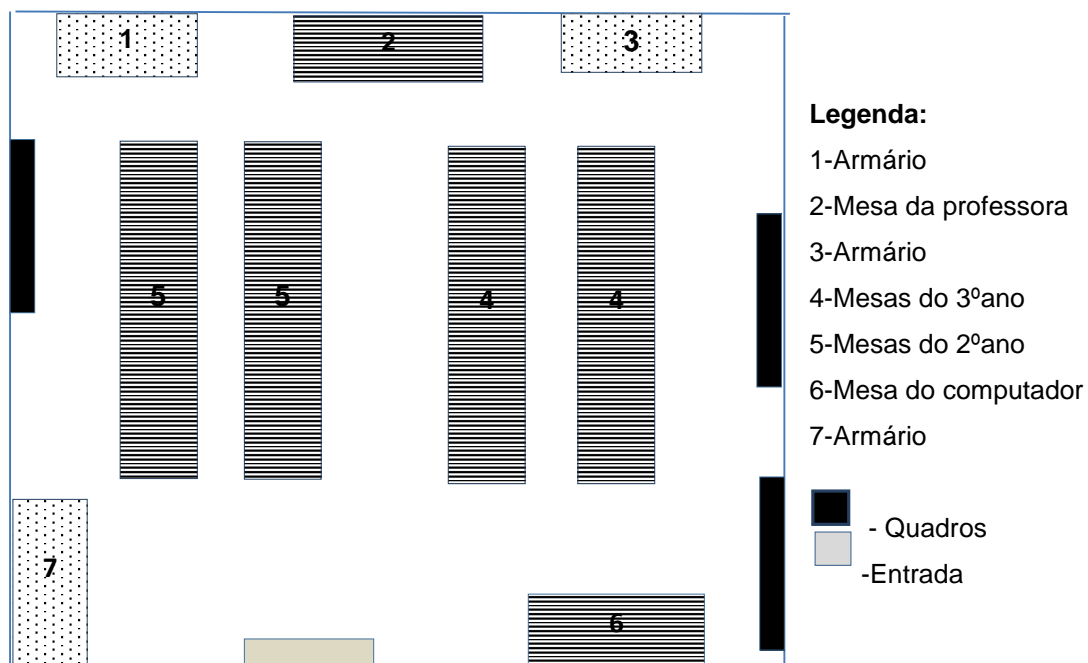 1
2
3
5
5
4
4
7
6
Legenda:
1-Armário
2-Mesa da professora
3-Armário
4-Mesas do 3ºano
5-Mesas do 2ºano
6-Mesa do computador
7-Armário
- Quadros
-Entrada